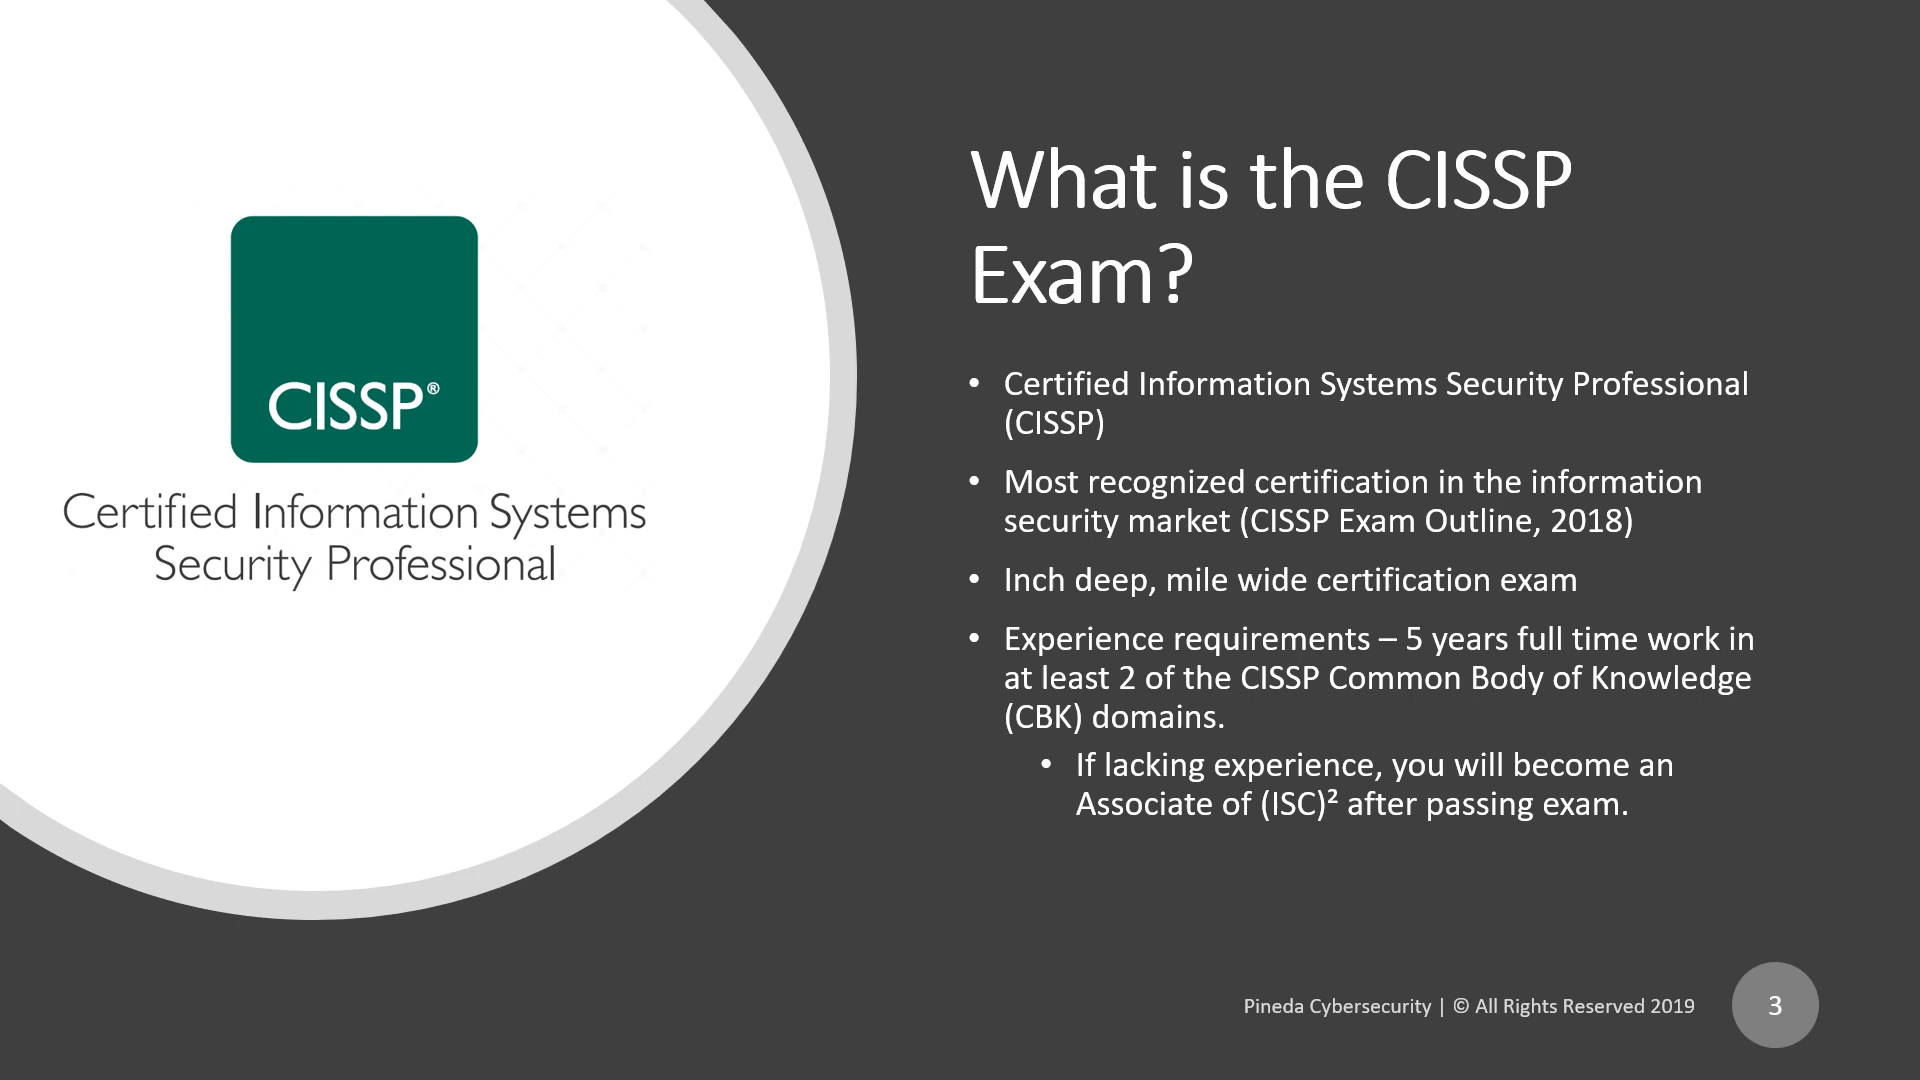 CISSP®
Certified Information Systems
Security Professional
What is the CISSP
Exam?
• Certified Information Systems Security Professional
(CISSP)
• Most recognized certification in the information
security market (CISSP Exam Outline, 2018)
• Inch deep, mile wide certification exam
• Experience requirements – 5 years full time work in
at least 2 of the CISSP Common Body of Knowledge
(CBK) domains.
• If lacking experience, you will become an
Associate of (ISC)² after passing exam.
Pineda Cybersecurity | © All Rights Reserved 2019
3